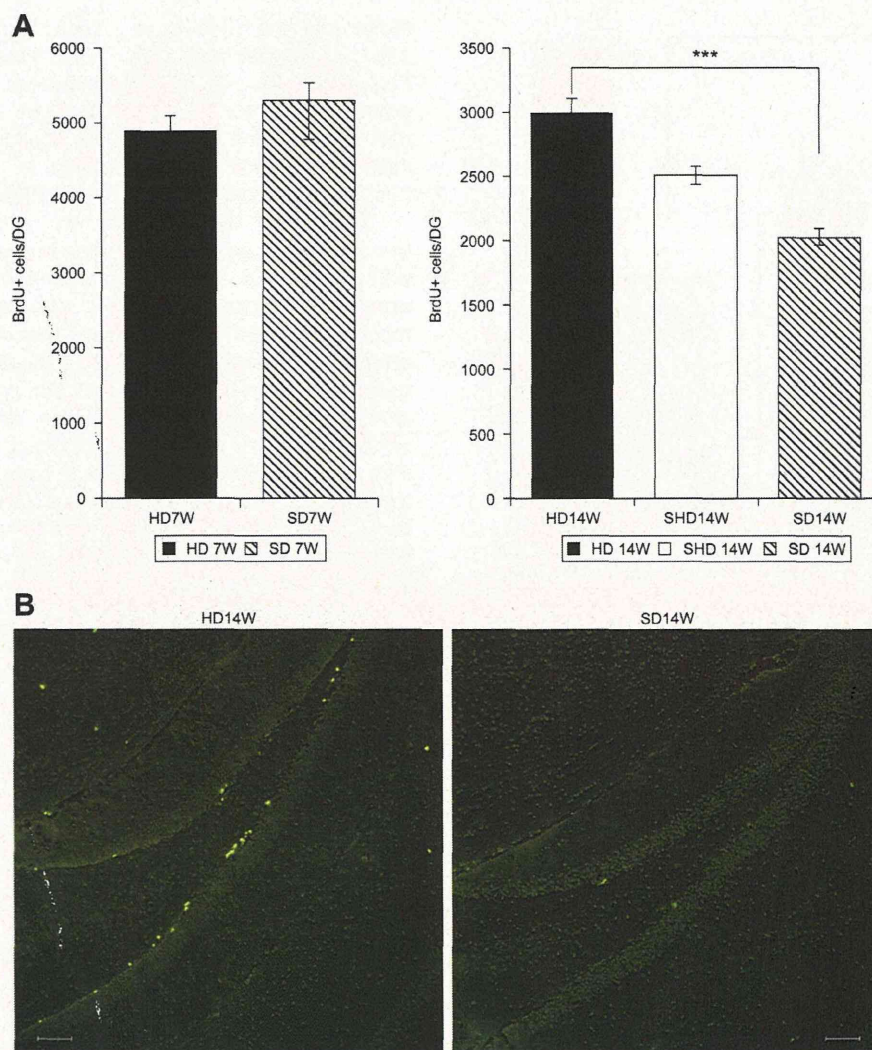 A
6000
5000
4000
3000
2000
1000
0
BrdU+ cells/DG
HD7W
SD7W
HD 7W
SD 7W
3500
3000
2500
2000
1500
1000
500
0
BrdU+ cells/DG
***
HD14W
SHD14W
SD14W
HD 14W
SHD 14W
SD 14W
B
HD14W
SD14W